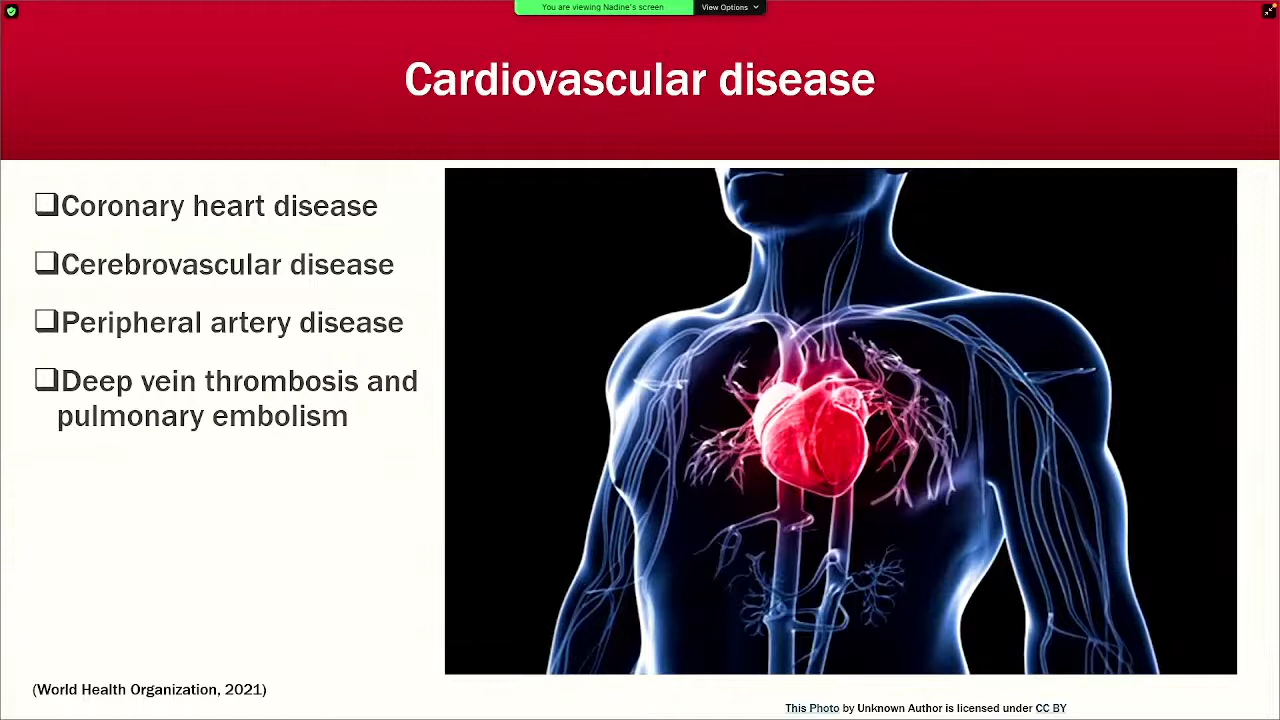 You are viewing Nadine's screen
View Options
Cardiovascular disease
Coronary heart disease
Cerebrovascular disease
Peripheral artery disease
Deep vein thrombosis and
pulmonary embolism
(World Health Organization, 2021)
This Photo by Unknown Author is licensed under CC BY